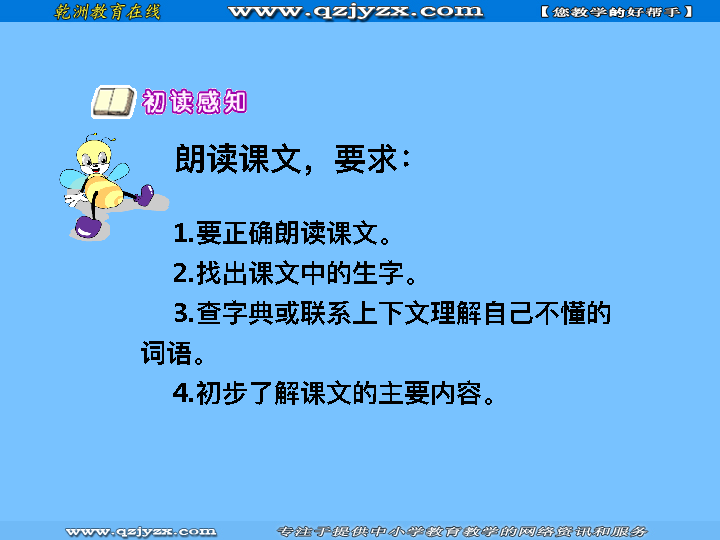 乾洲教育在线 www.qzjyzx.com 【您教学的好帮手】
初读感知
朗读课文，要求：
1.要正确朗读课文。
2.找出课文中的生字。
3.查字典或联系上下文理解自己不懂的
词语。
4.初步了解课文的主要内容。
www.qzjyzx.com 专注于提供中小学教育教学的网络资讯和服务